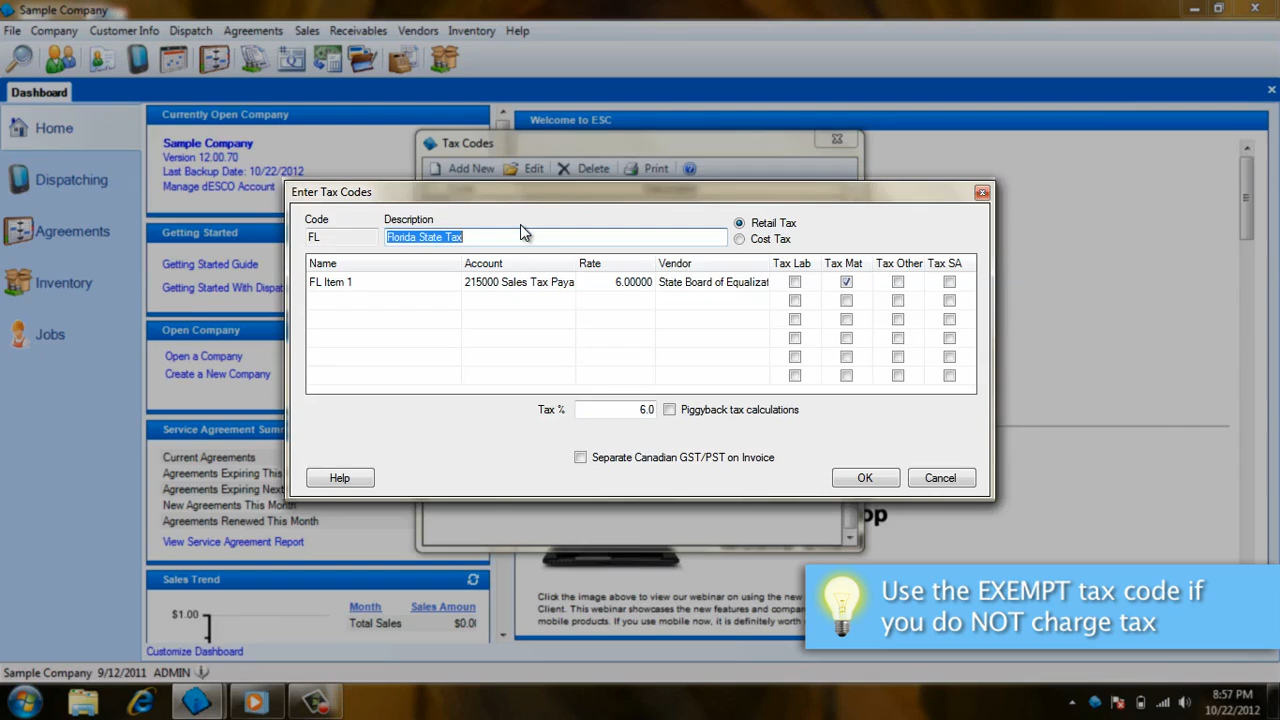 Sample Company
File Company Customer Info Dispatch Agreements Sales Receivables Vendors Inventory Help
Dashboard
Home
Dispatching
Agreements
Inventory
Jobs
Currently Open Company
Sample Company
Version 12.00.70
Last Backup Date: 10/22/2012
Manage dESCO Account
Getting Started
Getting Started Guide
Getting Started With Dispat
Open Company
Open a Company
Create a New Company
Service Agreement Summ
Current Agreements
Agreements Expiring This
Agreements Expiring Next
New Agreements This Month
Agreements Renewed This Month
View Service Agreement Report
Sales Trend
$1.00
Month Sales Amoun
Total Sales $0.0
Customize Dashboard
Welcome to ESC
Tax Codes
Add New Edit Delete Print
Enter Tax Codes
Code Description
FL Florida State Tax
Retail Tax
Cost Tax
Name Account Rate Vendor Tax Lab Tax Mat Tax Other Tax SA
FL Item 1 215000 Sales Tax Paya 6.00000 State Board of Equalizat
Tax % 6.0 Piggyback tax calculations
Separate Canadian GST/PST on Invoice
Help OK Cancel
op
Click the image above to view our webinar on using the new
Client. This webinar showcases the new features and compa
mobile products. If you use mobile now, it is definitely worth
Use the EXEMPT tax code if
you do NOT charge tax
Sample Company 9/12/2011 ADMIN
8:57 PM
10/22/2012